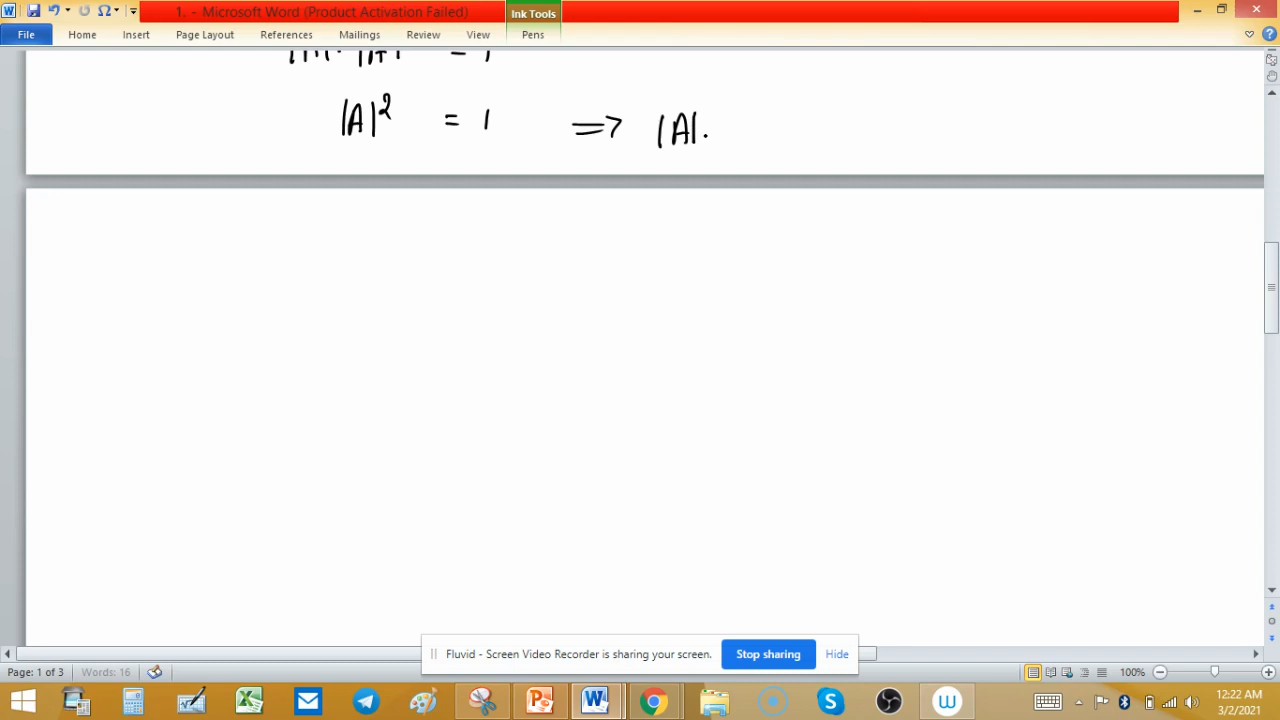 1. - Microsoft Word (Product Activation Failed)
Ink Tools
File Home Insert Page Layout References Mailings Review View Pens
|A|² = 1 ⇒ |A|.
Fluvid - Screen Video Recorder is sharing your screen. Stop sharing Hide
Page: 1 of 3 Words: 16 100%
12:22 AM
3/2/2021